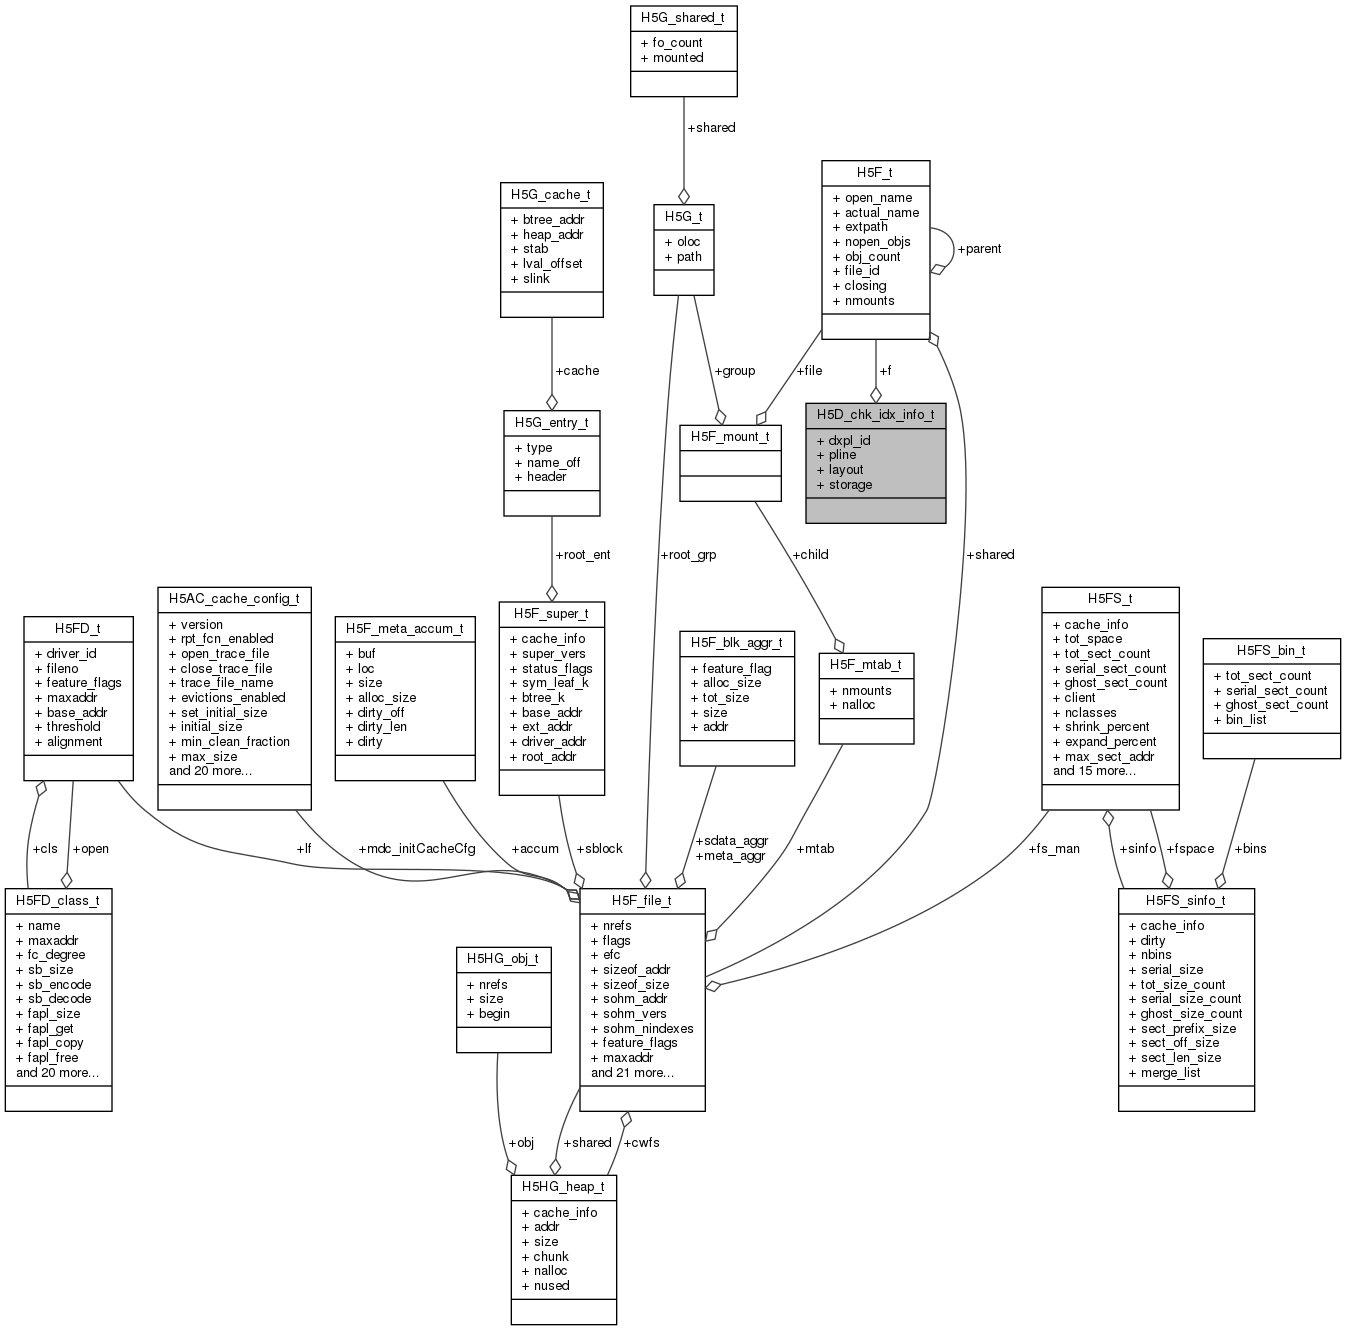 H5G_shared_t
+ fo_count
+ mounted
+shared
H5G_t
+ oloc
+ path
H5F_t
+ open_name
+ actual_name
+ extpath
+ nopen_objs
+ obj_count
+ file_id
+ closing
+ nmounts
+parent
H5G_cache_t
+ btree_addr
+ heap_addr
+ stab
+ lval_offset
+ slink
+cache
+group
+file
+f
H5G_entry_t
+ type
+ name_off
+ header
H5F_mount_t
H5D_chk_idx_info_t
+ dxpl_id
+ pline
+ layout
+ storage
+root_ent
+root_grp
+child
+shared
H5FD_t
+ driver_id
+ fileno
+ feature_flags
+ maxaddr
+ base_addr
+ threshold
+ alignment
H5AC_cache_config_t
+ version
+ rpt_fcn_enabled
+ open_trace_file
+ close_trace_file
+ trace_file_name
+ evictions_enabled
+ set_initial_size
+ initial_size
+ min_clean_fraction
+ max_size
and 20 more...
H5F_meta_accum_t
+ buf
+ loc
+ size
+ alloc_size
+ dirty_off
+ dirty_len
+ dirty
H5F_super_t
+ cache_info
+ super_vers
+ status_flags
+ sym_leaf_k
+ btree_k
+ base_addr
+ ext_addr
+ driver_addr
+ root_addr
H5F_blk_aggr_t
+ feature_flag
+ alloc_size
+ tot_size
+ size
+ addr
H5F_mtab_t
+ nmounts
+ nalloc
H5FS_t
+ cache_info
+ tot_space
+ tot_sect_count
+ serial_sect_count
+ ghost_sect_count
+ client
+ nclasses
+ shrink_percent
+ expand_percent
+ max_sect_addr
and 15 more...
H5FS_bin_t
+ tot_sect_count
+ serial_sect_count
+ ghost_sect_count
+ bin_list
+cls
+open
+lf
+mdc_initCacheCfg
+accum
+sblock
+sdata_aggr
+meta_aggr
+mtab
+fs_man
+sinfo
+fspace
+bins
H5FD_class_t
+ name
+ maxaddr
+ fc_degree
+ sb_size
+ sb_encode
+ sb_decode
+ fapl_size
+ fapl_get
+ fapl_copy
+ fapl_free
and 20 more...
H5HG_obj_t
+ nrefs
+ size
+ begin
H5F_file_t
+ nrefs
+ flags
+ efc
+ sizeof_addr
+ sizeof_size
+ sohm_addr
+ sohm_vers
+ sohm_nindexes
+ feature_flags
+ maxaddr
and 21 more...
H5FS_sinfo_t
+ cache_info
+ dirty
+ nbins
+ serial_size
+ tot_size_count
+ serial_size_count
+ ghost_size_count
+ sect_prefix_size
+ sect_off_size
+ sect_len_size
+ merge_list
+obj
+shared
+cwfs
H5HG_heap_t
+ cache_info
+ addr
+ size
+ chunk
+ nalloc
+ nused